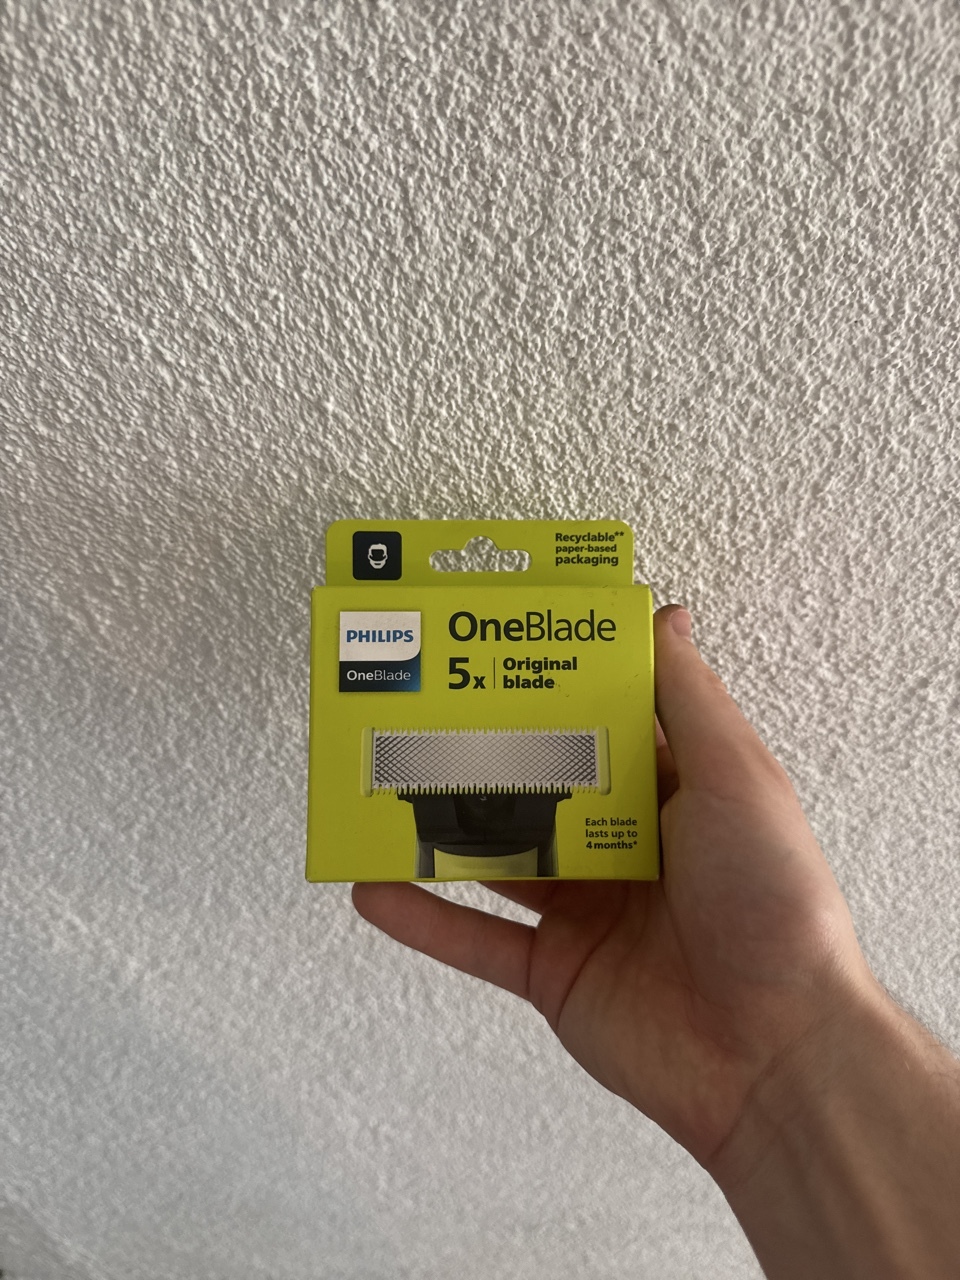 Recyclable**
paper-based
packaging
PHILIPS
OneBlade
OneBlade
5x
Original
blade
Each blade
lasts up to
4 months*